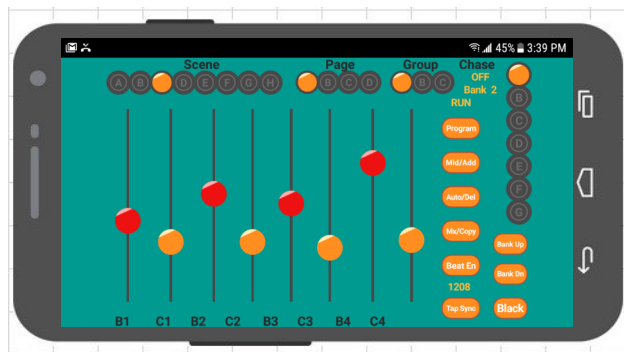 45% 3:39 PM
Scene Page Group Chase
A B D E F G H B C D B C
OFF
Bank 2
RUN
B
C
D
E
F
G
Program
Mid/Add
Auto/Del
Mx/Copy
Beat En
1208
Tap Sync
Bank Up
Bank Dn
Black
B1 C1 B2 C2 B3 C3 B4 C4